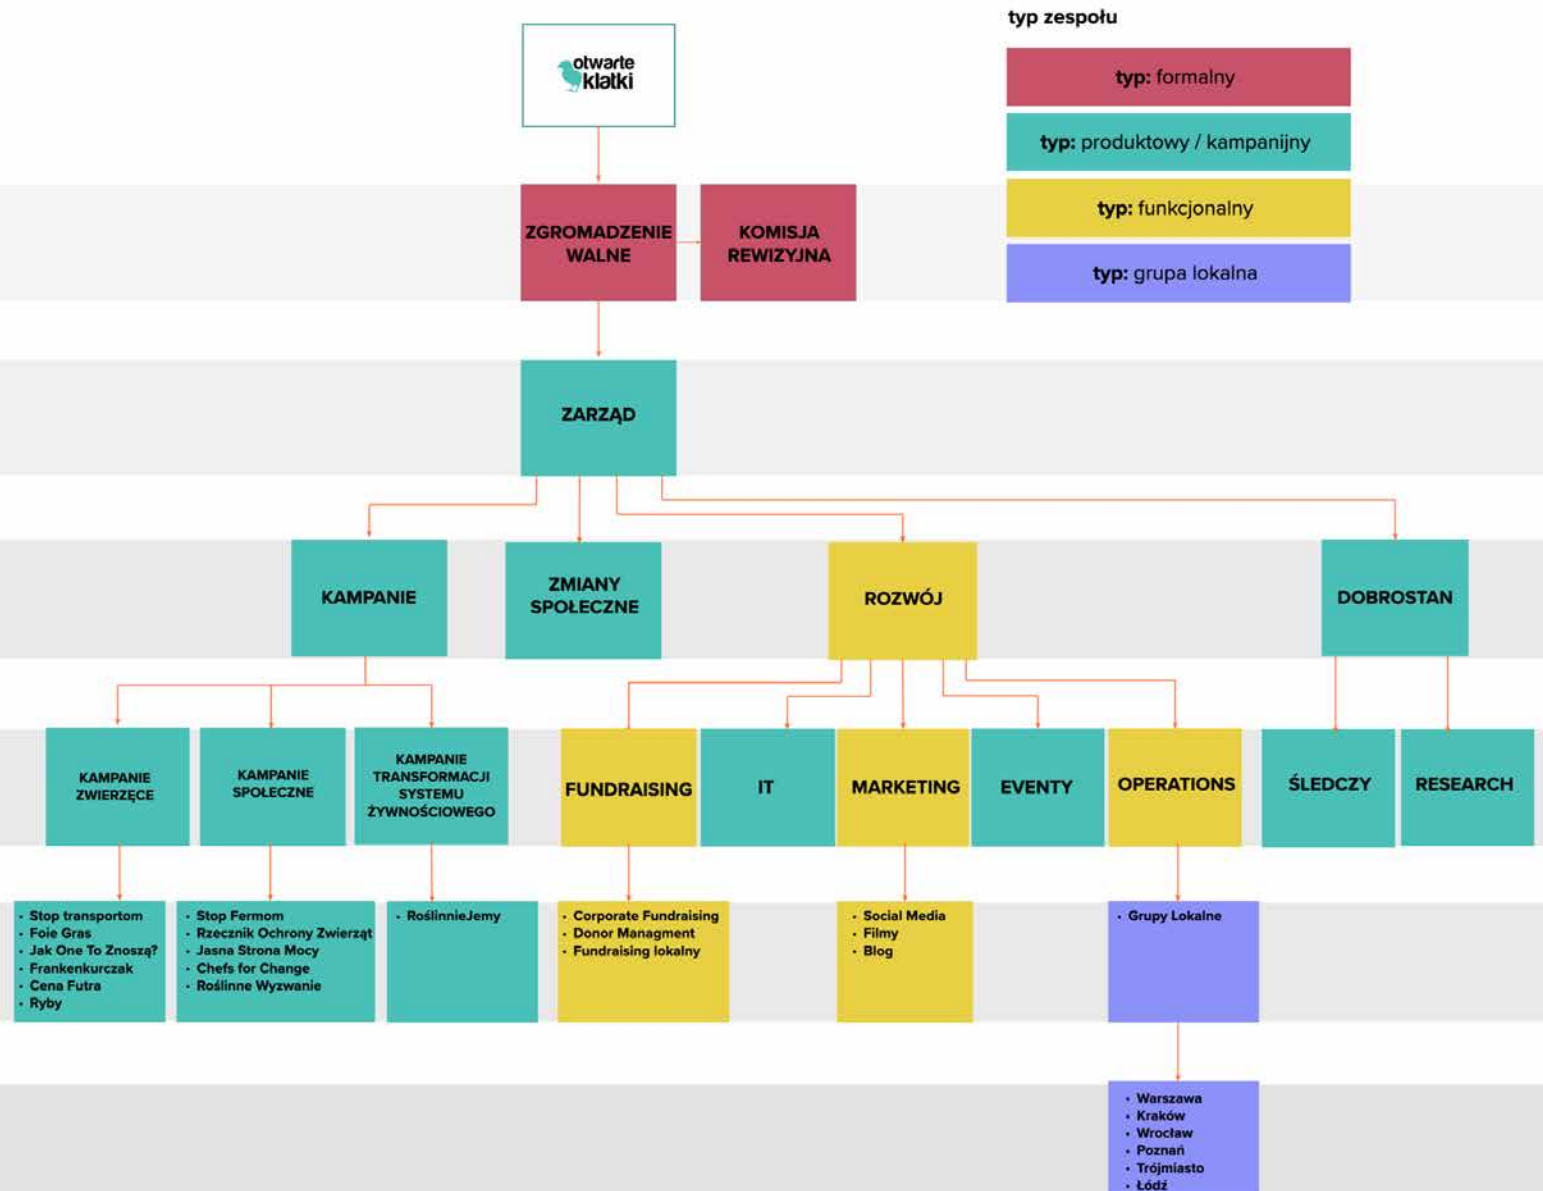 typ zespołu
otwarte
klatki
typ: formalny
typ: produktowy / kampanijny
typ: funkcjonalny
typ: grupa lokalna
ZGROMADZENIE
WALNE
KOMISJA
REWIZYJNA
ZARZĄD
KAMPANIE
ZMIANY
SPOŁECZNE
ROZWÓJ
DOBROSTAN
KAMPANIE
ZWIERZĘCE
KAMPANIE
SPOŁECZNE
KAMPANIE
TRANSFORMACJI
SYSTEMU
ŻYWNOŚCIOWEGO
FUNDRAISING
IT
MARKETING
EVENTY
OPERATIONS
ŚLEDCZY
RESEARCH
• Stop transportom
• Foie Gras
• Jak One To Znoszą?
• Frankenkurczak
• Cena Futra
• Ryby
• Stop Fermom
• Rzecznik Ochrony Zwierząt
• Jasna Strona Mocy
• Chefs for Change
• Roślinne Wyzwanie
• RoślinnieJemy
• Corporate Fundraising
• Donor Managment
• Fundraising lokalny
• Social Media
• Filmy
• Blog
• Grupy Lokalne
• Warszawa
• Kraków
• Wrocław
• Poznań
• Trójmiasto
• Łódź